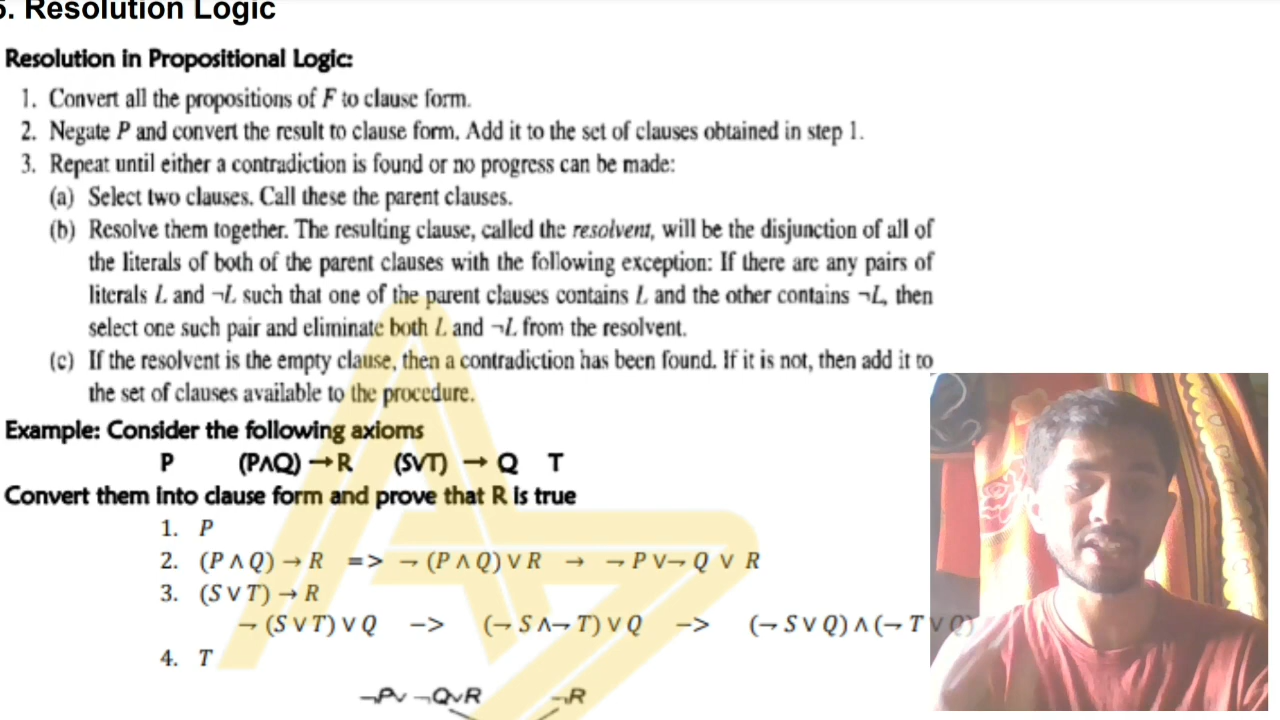 5. Resolution Logic
Resolution in Propositional Logic:
1. Convert all the propositions of F to clause form.
2. Negate P and convert the result to clause form. Add it to the set of clauses obtained in step 1.
3. Repeat until either a contradiction is found or no progress can be made:
(a) Select two clauses. Call these the parent clauses.
(b) Resolve them together. The resulting clause, called the resolvent, will be the disjunction of all of
the literals of both of the parent clauses with the following exception: If there are any pairs of
literals L and ¬L such that one of the parent clauses contains L and the other contains ¬L, then
select one such pair and eliminate both L and ¬L from the resolvent.
(c) If the resolvent is the empty clause, then a contradiction has been found. If it is not, then add it to
the set of clauses available to the procedure.
Example: Consider the following axioms
P (P∧Q) →R (S∨T) → Q T
Convert them into clause form and prove that R is true
1. P
2. (P ∧ Q) → R => ¬ (P ∧ Q) ∨ R → ¬ P ∨¬ Q ∨ R
3. (S ∨ T) → R
¬ (S ∨ T) ∨ Q -> (¬ S ∧¬ T) ∨ Q -> (¬ S ∨ Q) ∧ (¬ T ∨ Q)
4. T
¬P∨ ¬Q∨R ¬R